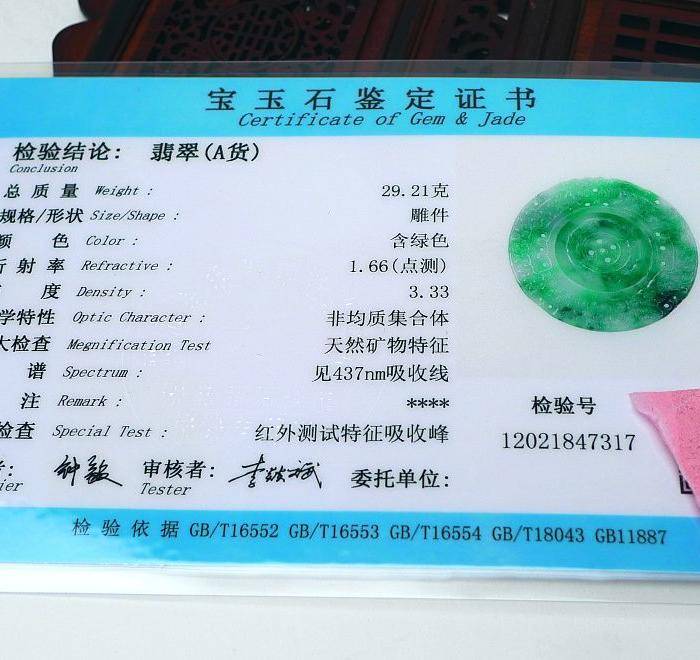 宝玉石鉴定证书
Certificate of Gem & Jade
检验结论: 翡翠(A货)
Conclusion
总质量 Weight : 29.21克
规格/形状 Size/Shape : 雕件
颜色 Color : 含绿色
折射率 Refractive : 1.66(点测)
度 Density : 3.33
学特性 Optic Character : 非均质集合体
大检查 Megnification Test 天然矿物特征
谱 Spectrum : 见437nm吸收线
注 Remark : ****
检查 Special Test : 红外测试特征吸收峰
检验号
12021847317
者: 审核者: 委托单位:
ier Tester
检验依据 GB/T16552 GB/T16553 GB/T16554 GB/T18043 GB11887